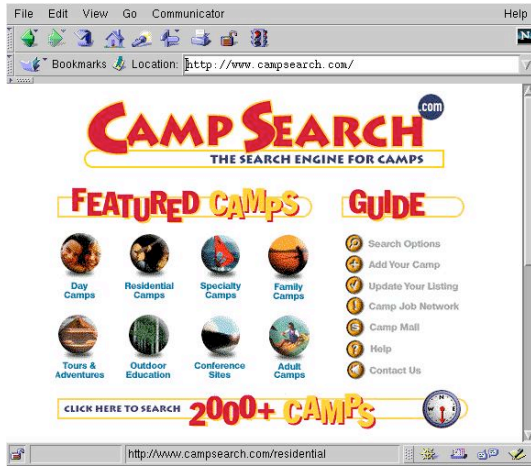 File Edit View Go Communicator Help
N
Bookmarks Location: http://www.campsearch.com/
CAMP SEARCH .com
THE SEARCH ENGINE FOR CAMPS
FEATURED CAMPS
Day Camps
Residential Camps
Specialty Camps
Family Camps
Tours & Adventures
Outdoor Education
Conference Sites
Adult Camps
GUIDE
Search Options
Add Your Camp
Update Your Listing
Camp Job Network
Camp Mall
Help
Contact Us
CLICK HERE TO SEARCH 2000+ CAMPS
http://www.campsearch.com/residential